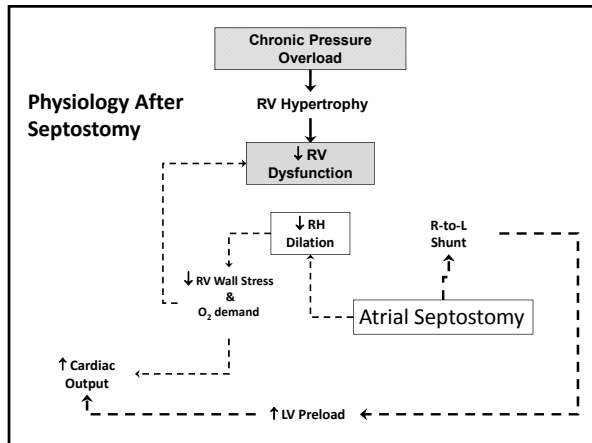 Chronic Pressure
Overload
Physiology After
Septostomy
RV Hypertrophy
↓ RV
Dysfunction
↓ RH
Dilation
R-to-L
Shunt
↓ RV Wall Stress
&
O₂ demand
Atrial Septostomy
↑ Cardiac
Output
↑ LV Preload